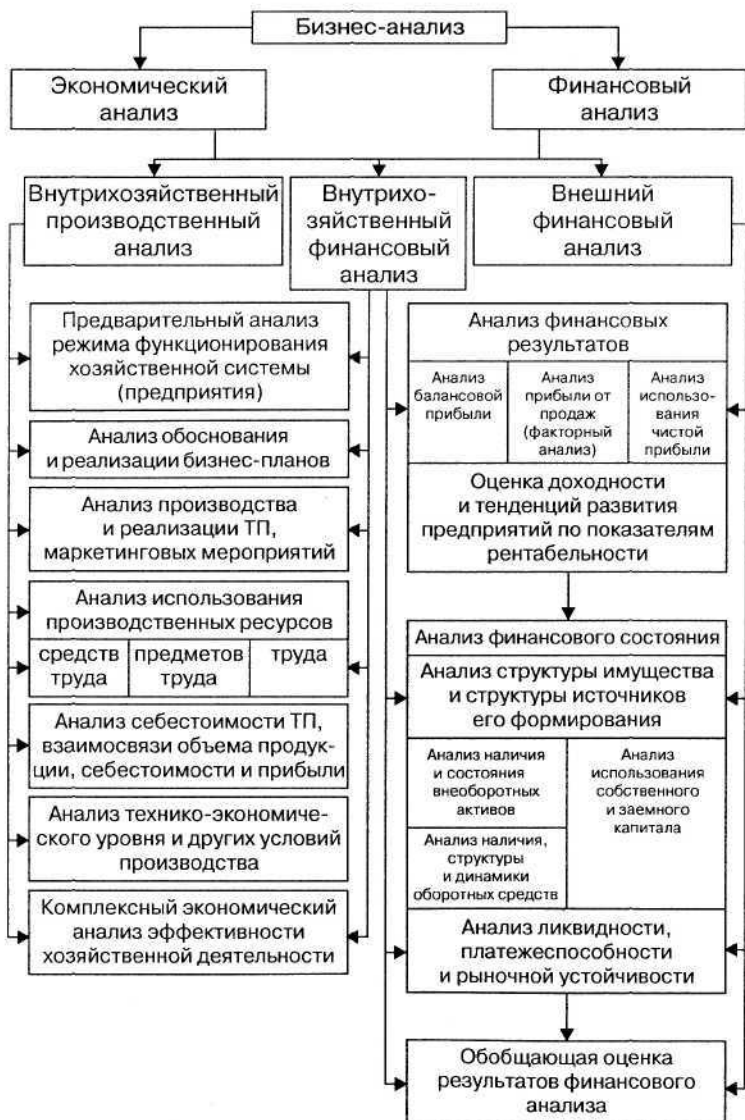 Бизнес-анализ
Экономический
анализ
Финансовый
анализ
Внутрихозяйственный
производственный
анализ
Внутрихо-
зяйственный
финансовый
анализ
Внешний
финансовый
анализ
Предварительный анализ
режима функционирования
хозяйственной системы
(предприятия)
Анализ обоснования
и реализации бизнес-планов
Анализ производства
и реализации ТП,
маркетинговых мероприятий
Анализ использования
производственных ресурсов
средств
труда
предметов
труда
труда
Анализ себестоимости ТП,
взаимосвязи объема продук-
ции, себестоимости и прибыли
Анализ технико-экономиче-
ского уровня и других условий
производства
Комплексный экономический
анализ эффективности
хозяйственной деятельности
Анализ финансовых
результатов
Анализ
балансовой
прибыли
Анализ
прибыли от
продаж
(факторный
анализ)
Анализ
использо-
вания
чистой
прибыли
Оценка доходности
и тенденций развития
предприятий по показателям
рентабельности
Анализ финансового состояния
Анализ структуры имущества
и структуры источников
его формирования
Анализ наличия
и состояния
внеоборотных
активов
Анализ наличия,
структуры
и динамики
оборотных средств
Анализ
использования
собственного
и заемного
капитала
Анализ ликвидности,
платежеспособности
и рыночной устойчивости
Обобщающая оценка
результатов финансового
анализа